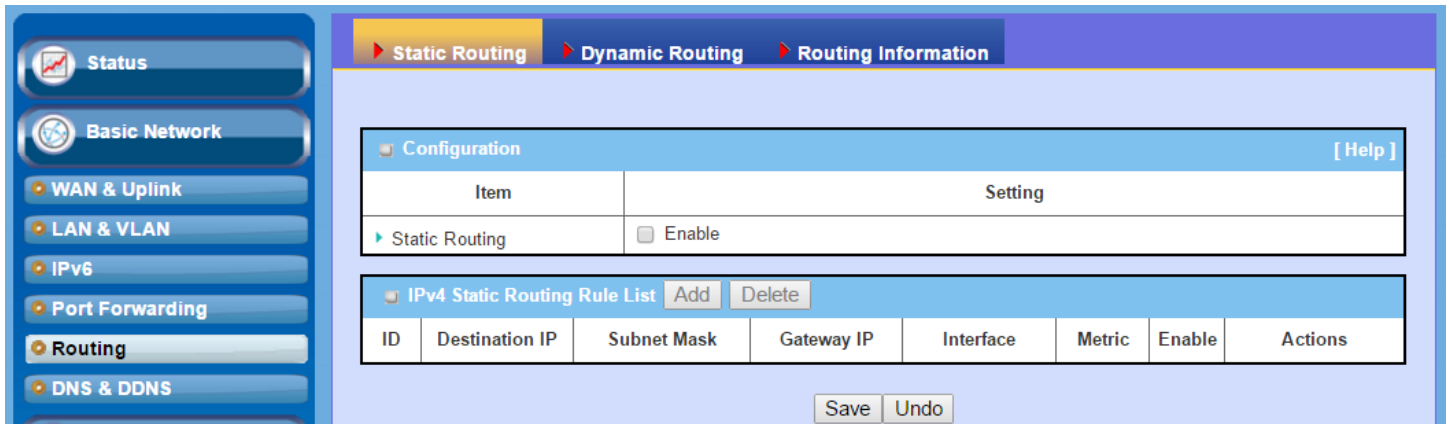 Status
Basic Network
WAN & Uplink
LAN & VLAN
IPv6
Port Forwarding
Routing
DNS & DDNS
Static Routing Dynamic Routing Routing Information
Configuration [ Help ]
Item Setting
Static Routing Enable
IPv4 Static Routing Rule List Add Delete
ID Destination IP Subnet Mask Gateway IP Interface Metric Enable Actions
Save Undo